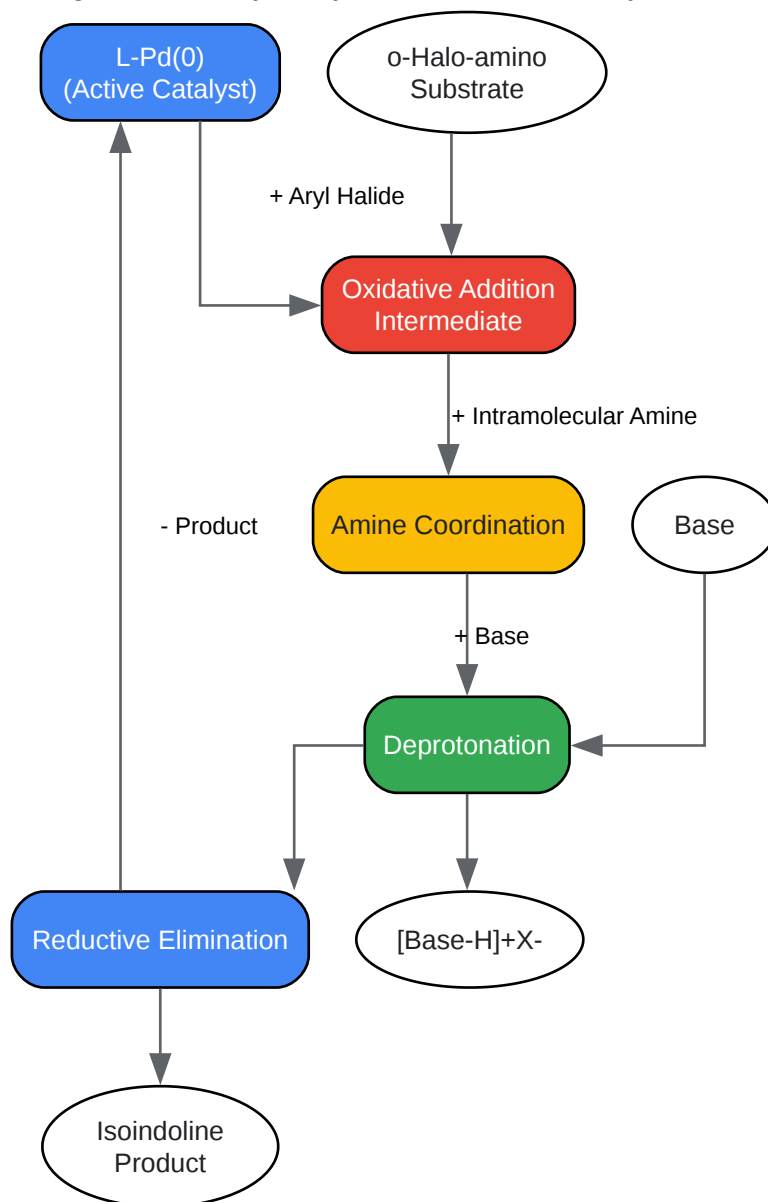 L-Pd(0)
(Active Catalyst)
o-Halo-amino
Substrate
+ Aryl Halide
Oxidative Addition
Intermediate
+ Intramolecular Amine
- Product
Amine Coordination
Base
+ Base
Deprotonation
Reductive Elimination
[Base-H]+X-
Isoindoline
Product